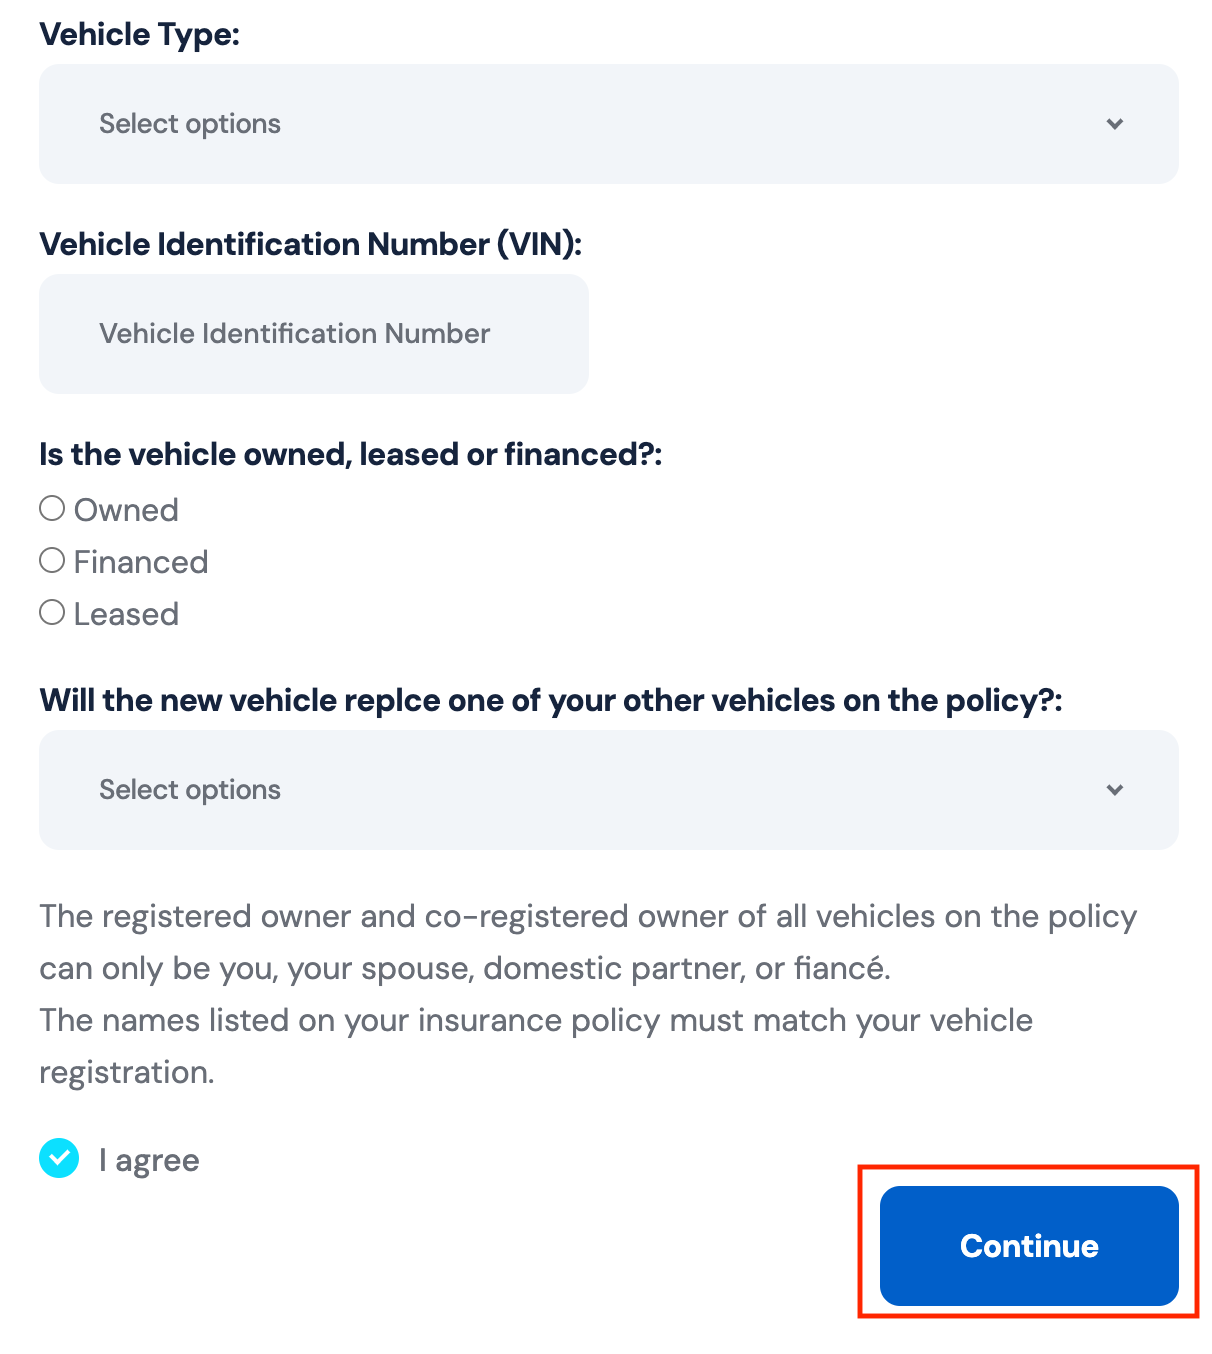 Vehicle Type:
Select options
Vehicle Identification Number (VIN):
Vehicle Identification Number
Is the vehicle owned, leased or financed?:
Owned
Financed
Leased
Will the new vehicle replce one of your other vehicles on the policy?:
Select options
The registered owner and co-registered owner of all vehicles on the policy
can only be you, your spouse, domestic partner, or fiancé.
The names listed on your insurance policy must match your vehicle
registration.
I agree
Continue